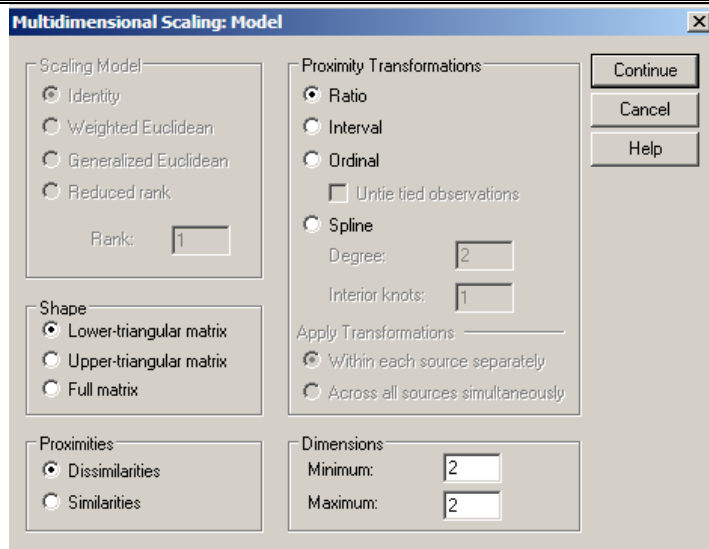 Multidimensional Scaling: Model
Scaling Model
Identity
Weighted Euclidean
Generalized Euclidean
Reduced rank
Rank: 1
Shape
Lower-triangular matrix
Upper-triangular matrix
Full matrix
Proximities
Dissimilarities
Similarities
Proximity Transformations
Ratio
Interval
Ordinal
Untie tied observations
Spline
Degree: 2
Interior knots: 1
Apply Transformations
Within each source separately
Across all sources simultaneously
Dimensions
Minimum: 2
Maximum: 2
Continue
Cancel
Help